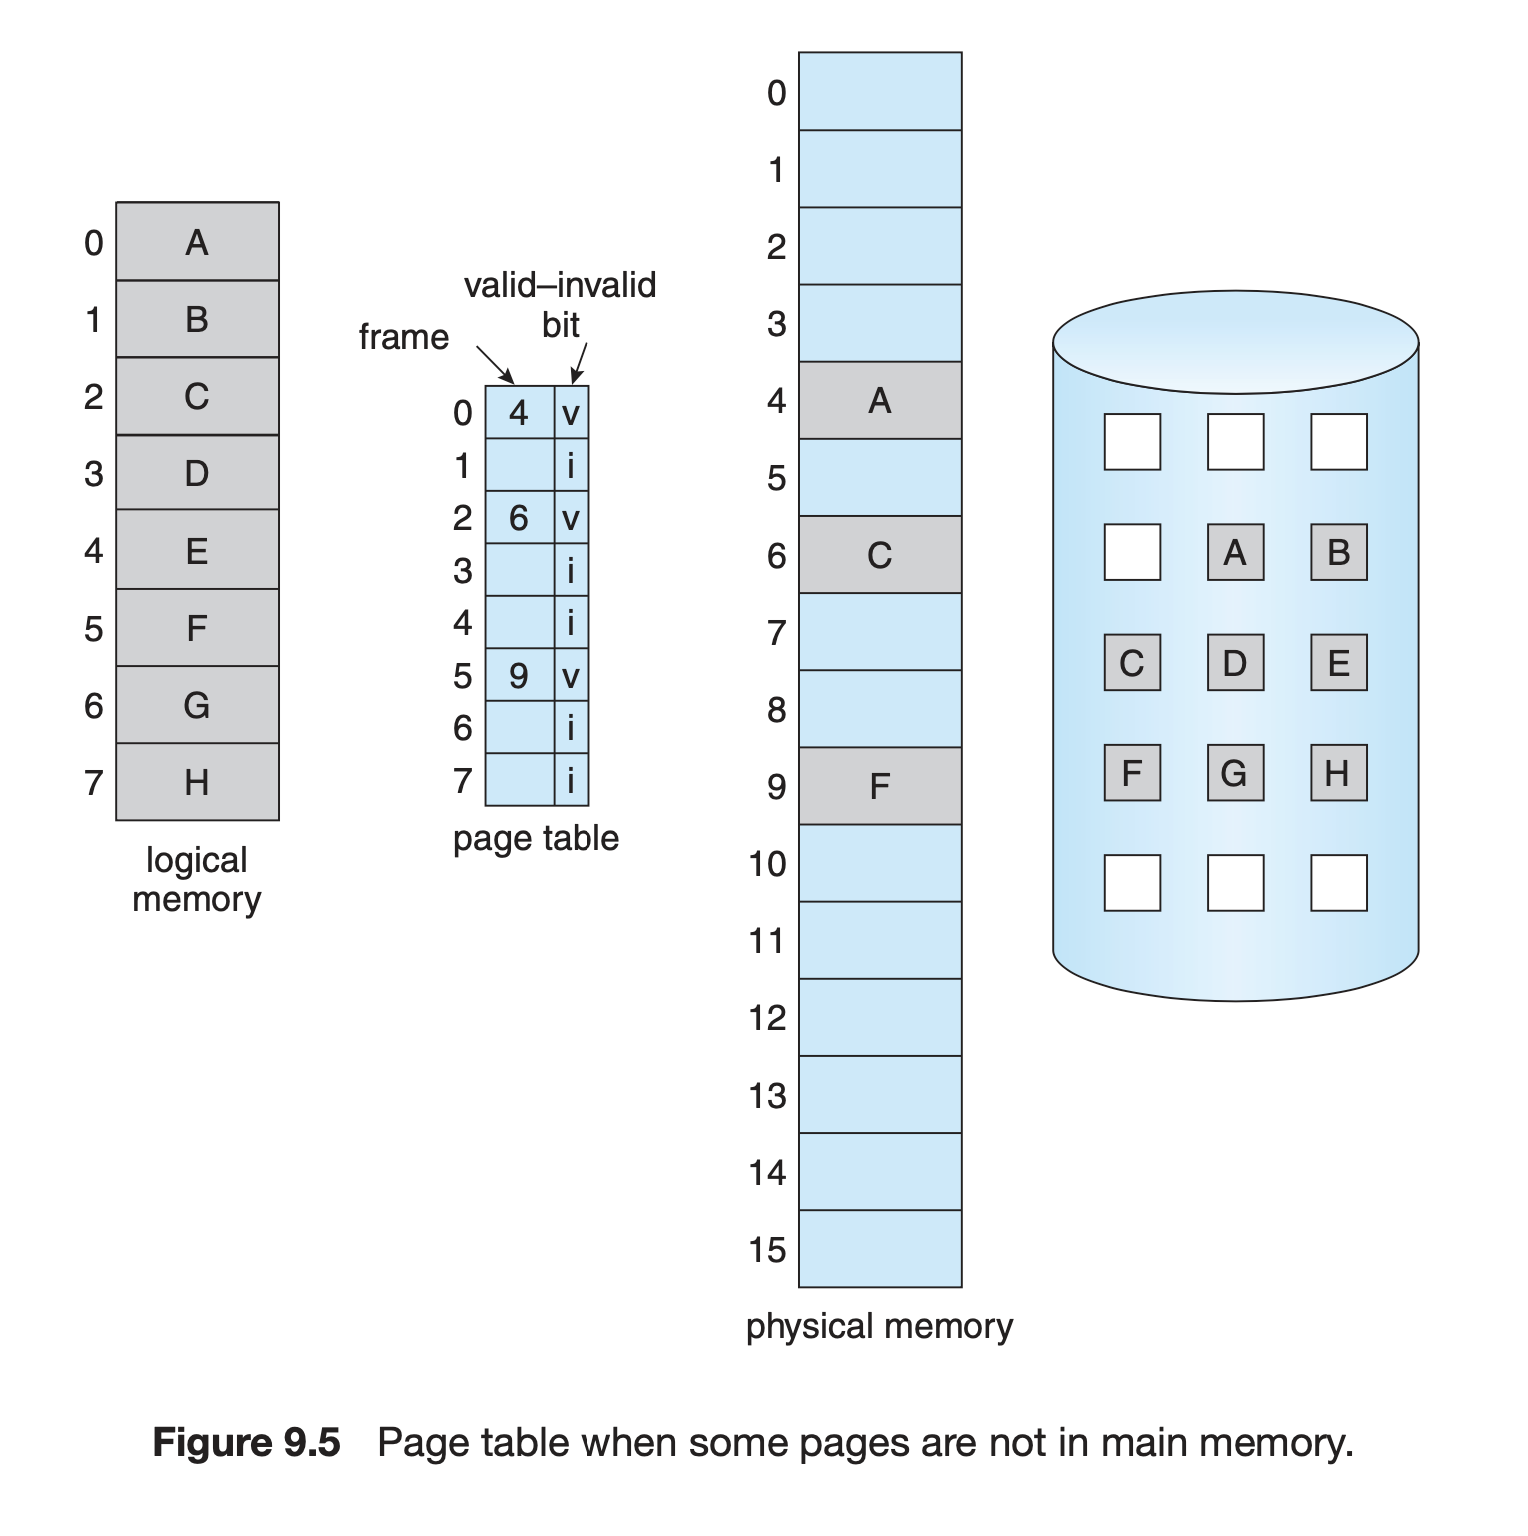 0 A
1 B
2 C
3 D
4 E
5 F
6 G
7 H
logical
memory
frame
valid–invalid
bit
0 4 v
1 i
2 6 v
3 i
4 i
5 9 v
6 i
7 i
page table
0
1
2
3
4 A
5
6 C
7
8
9 F
10
11
12
13
14
15
physical memory
A B
C D E
F G H
Figure 9.5 Page table when some pages are not in main memory.